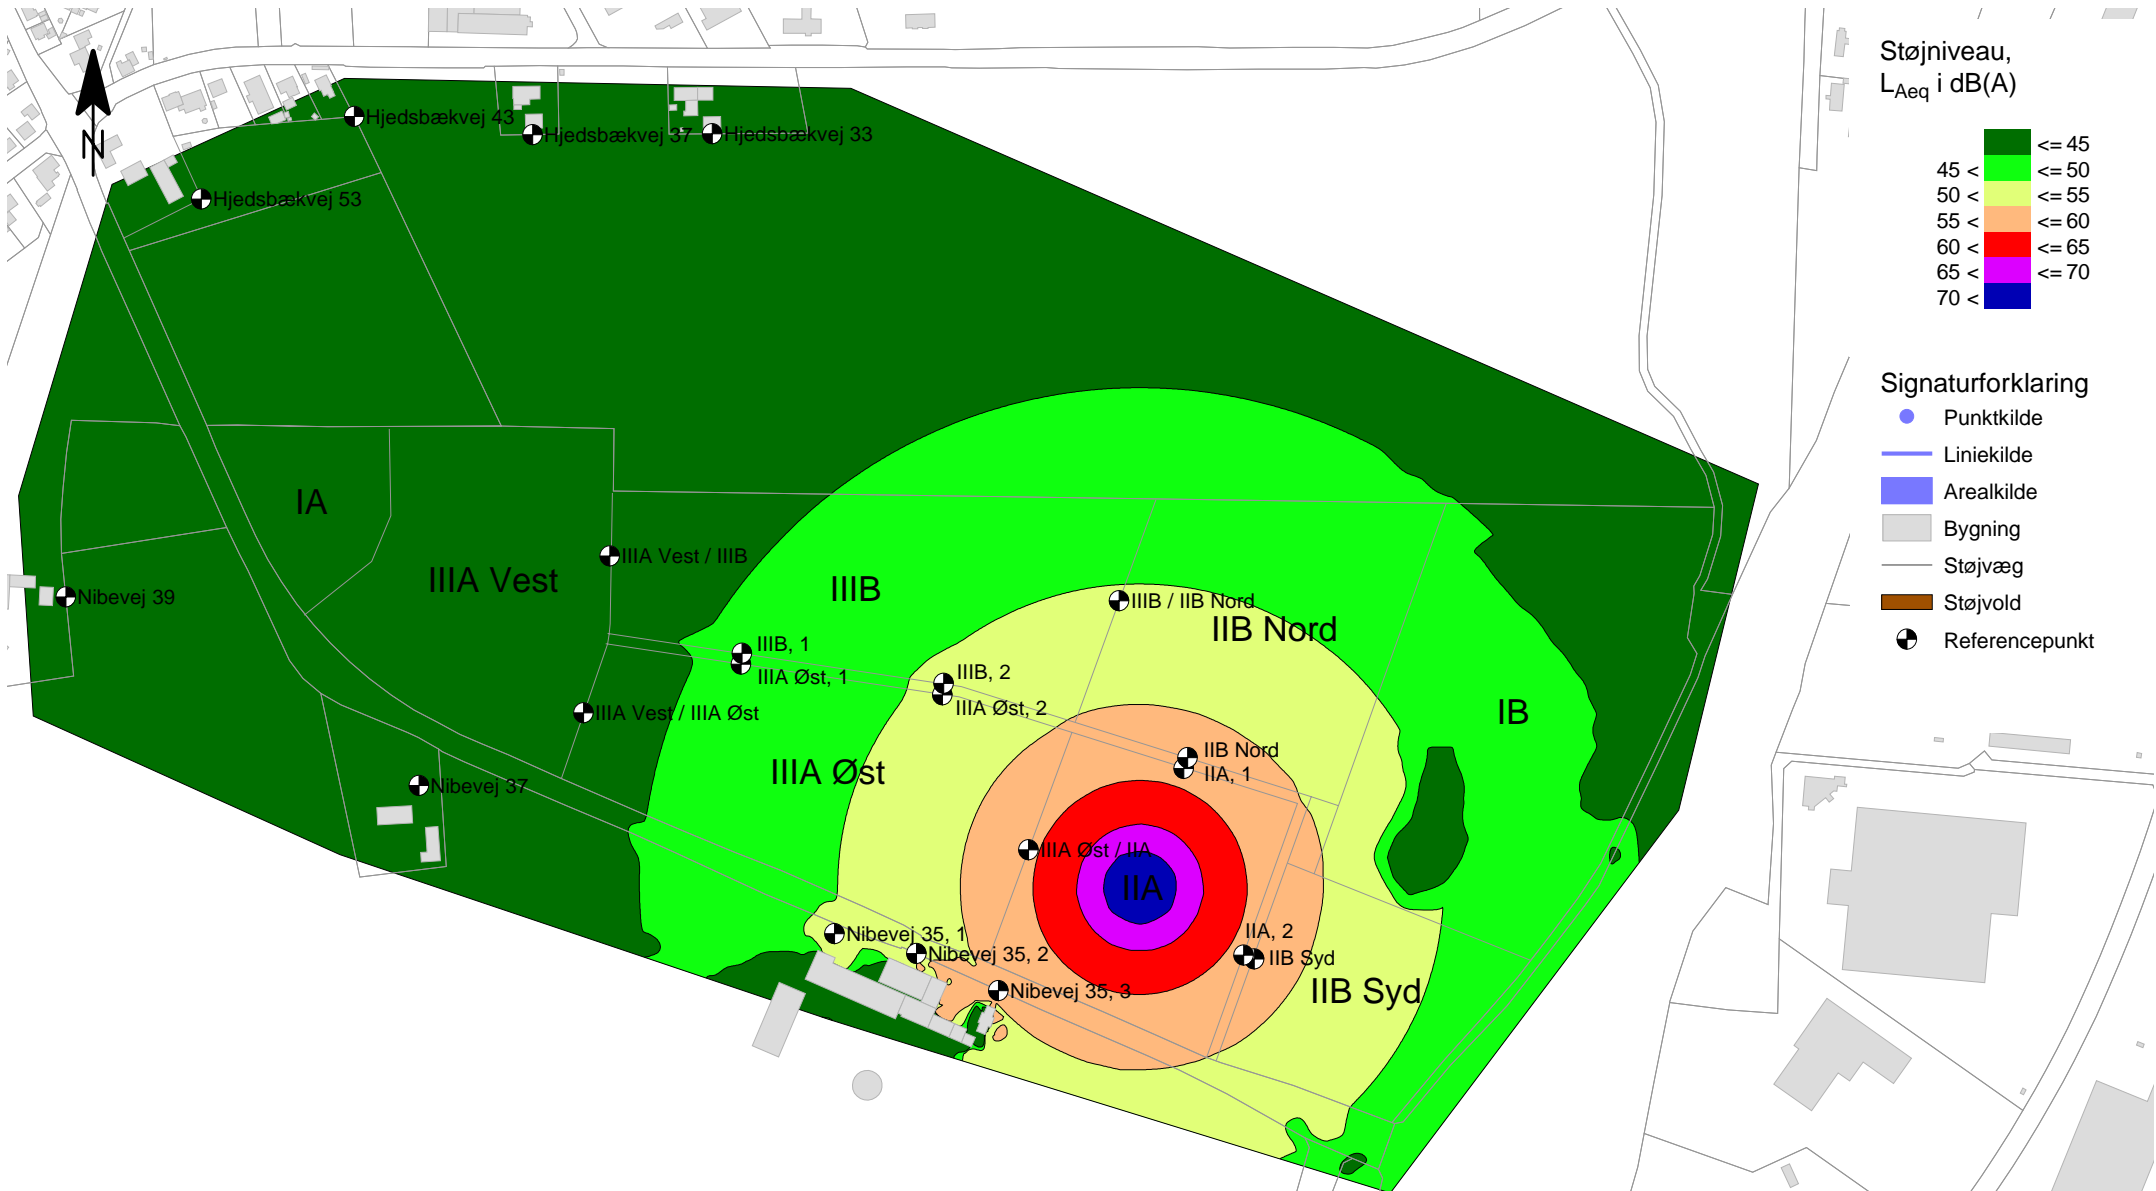 N
Hjedsbækvej 43
Hjedsbækvej 37
Hjedsbækvej 33
Hjedsbækvej 53
IA
IIIA Vest
IIIA Vest / IIIB
IIIB
IIIB / IIB Nord
IIB Nord
Nibevej 39
IIIB, 1
IIIA Øst, 1
IIIB, 2
IIIA Øst, 2
IIIA Vest / IIIA Øst
IB
IIB Nord
IIA, 1
IIIA Øst
Nibevej 37
IIIA Øst / IIA
IIA
Nibevej 35, 1
Nibevej 35, 2
IIA, 2
IIB Syd
Nibevej 35, 3
IIB Syd
Støjniveau,
LAeq i dB(A)
<= 45
45 < <= 50
50 < <= 55
55 < <= 60
60 < <= 65
65 < <= 70
70 <
Signaturforklaring
Punktkilde
Liniekilde
Arealkilde
Bygning
Støjvæg
Støjvold
Referencepunkt